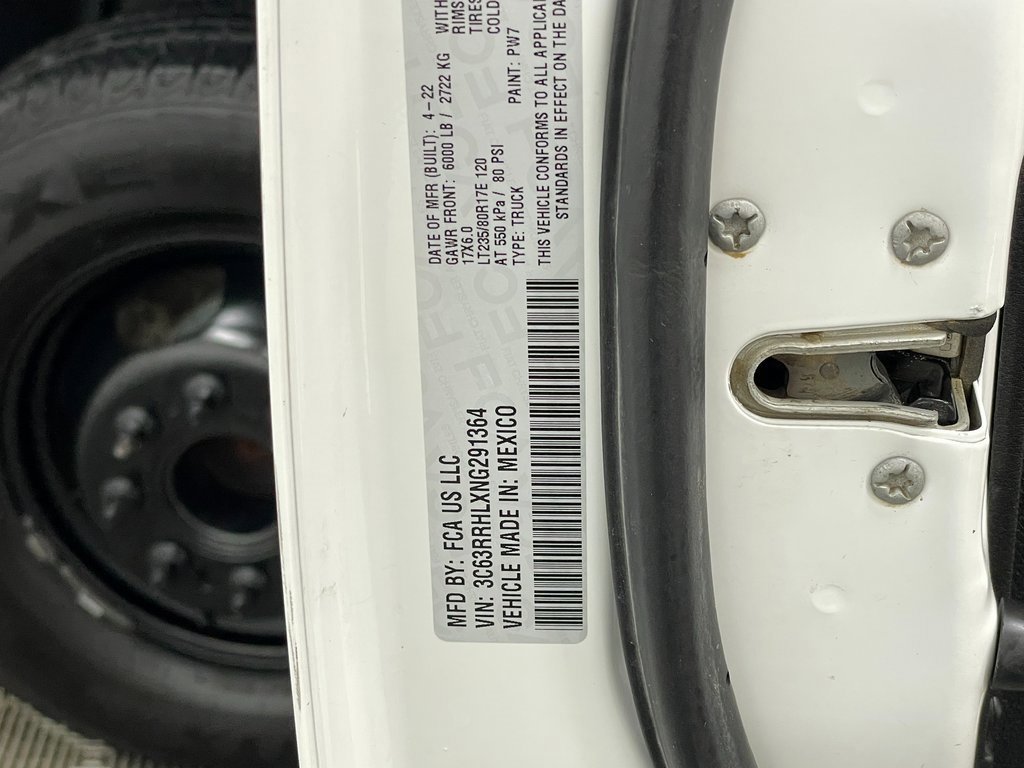 MFD BY: FCA US LLC
VIN: 3C63RRHLXNG291364
VEHICLE MADE IN: MEXICO
DATE OF MFR (BUILT): 4-22
GAWR FRONT: 6000 LB / 2722 KG WITH
17X6.0 RIMS
LT235/80R17E 120 TIRES
AT 550 kPa / 80 PSI COLD
TYPE: TRUCK PAINT: PW7
THIS VEHICLE CONFORMS TO ALL
STANDARDS IN EFFECT ON THE